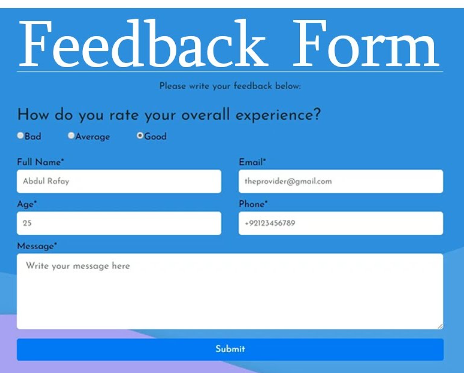 Feedback Form
Please write your feedback below:
How do you rate your overall experience?
Bad Average Good
Full Name* Email*
Abdul Rafay theprovider@gmail.com
Age* Phone*
25 +92123456789
Message*
Write your message here
Submit